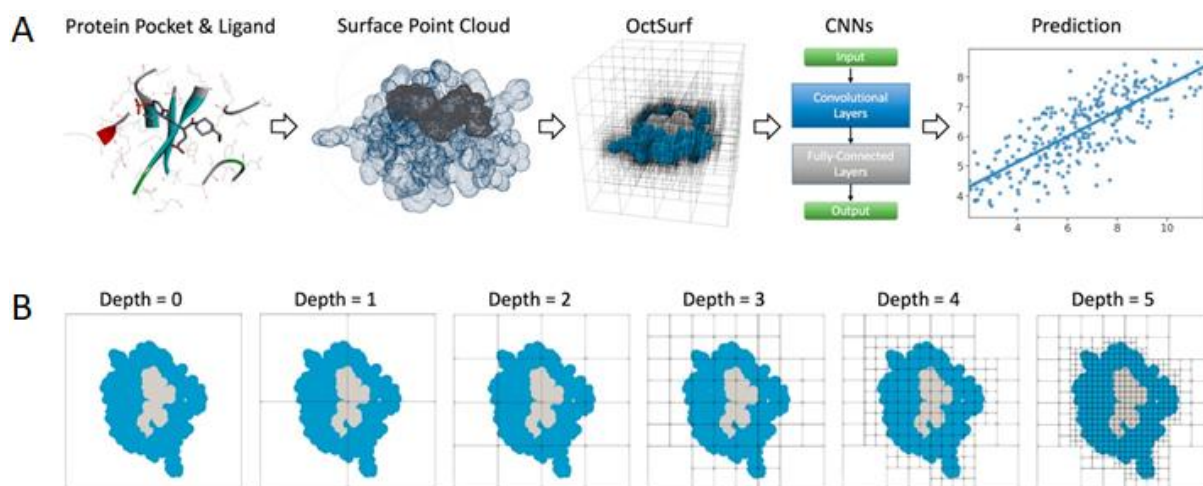 A
Protein Pocket & Ligand
Surface Point Cloud
OctSurf
CNNs
Prediction
Input
Convolutional
Layers
Fully-Connected
Layers
Output
8
7
6
5
4
4
6
8
10
B
Depth = 0
Depth = 1
Depth = 2
Depth = 3
Depth = 4
Depth = 5